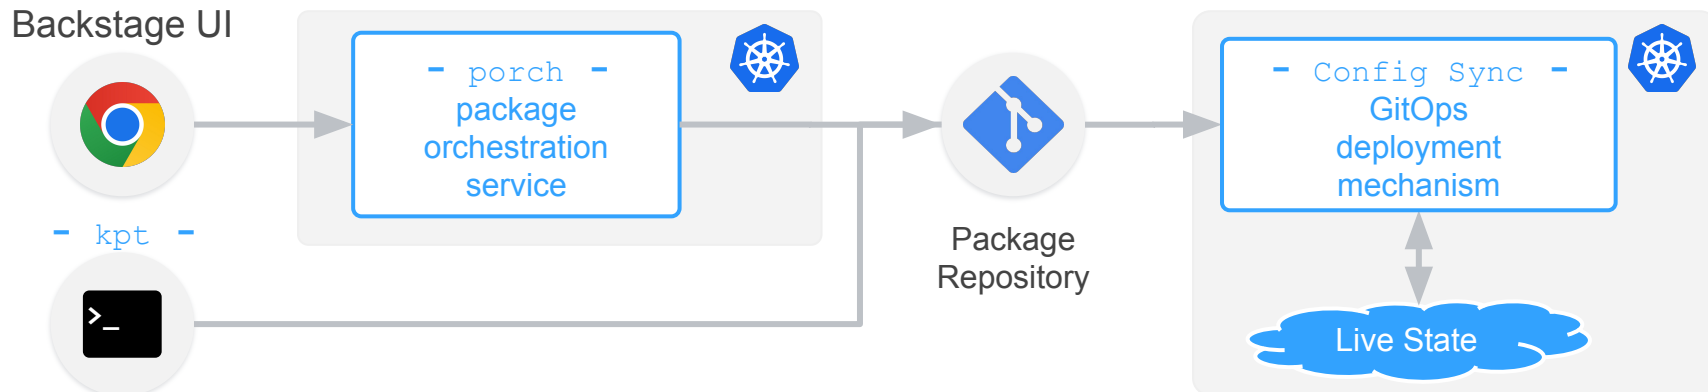 Backstage UI
- porch -
package
orchestration
service
- kpt -
>_
Package
Repository
- Config Sync -
GitOps
deployment
mechanism
Live State